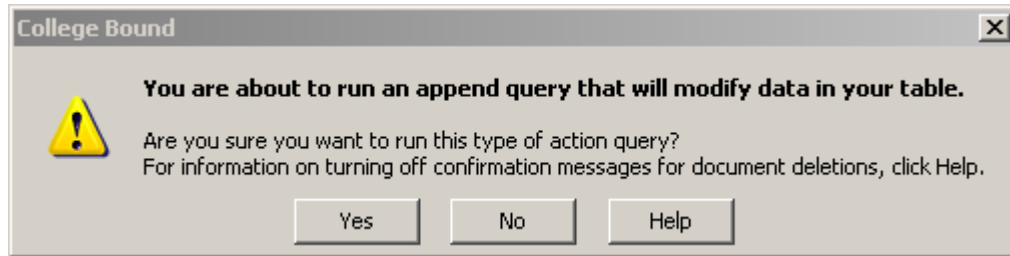 College Bound
You are about to run an append query that will modify data in your table.
Are you sure you want to run this type of action query?
For information on turning off confirmation messages for document deletions, click Help.
Yes No Help